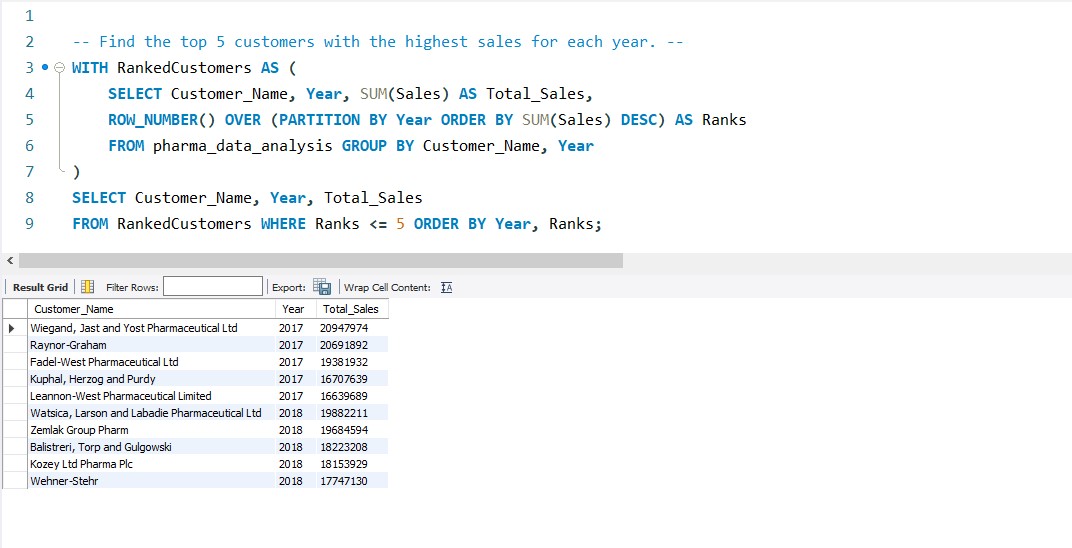 1
2 -- Find the top 5 customers with the highest sales for each year. --
3 WITH RankedCustomers AS (
4 SELECT Customer_Name, Year, SUM(Sales) AS Total_Sales,
5 ROW_NUMBER() OVER (PARTITION BY Year ORDER BY SUM(Sales) DESC) AS Ranks
6 FROM pharma_data_analysis GROUP BY Customer_Name, Year
7 )
8 SELECT Customer_Name, Year, Total_Sales
9 FROM RankedCustomers WHERE Ranks <= 5 ORDER BY Year, Ranks;
Result Grid Filter Rows: Export: Wrap Cell Content: IA
Customer_Name Year Total_Sales
Wiegand, Jast and Yost Pharmaceutical Ltd 2017 20947974
Raynor-Graham 2017 20691892
Fadel-West Pharmaceutical Ltd 2017 19381932
Kuphal, Herzog and Purdy 2017 16707639
Leannon-West Pharmaceutical Limited 2017 16639689
Watsica, Larson and Labadie Pharmaceutical Ltd 2018 19882211
Zemlak Group Pharm 2018 19684594
Balistreri, Torp and Gulgowski 2018 18223208
Kozey Ltd Pharma Plc 2018 18153929
Wehner-Stehr 2018 17747130